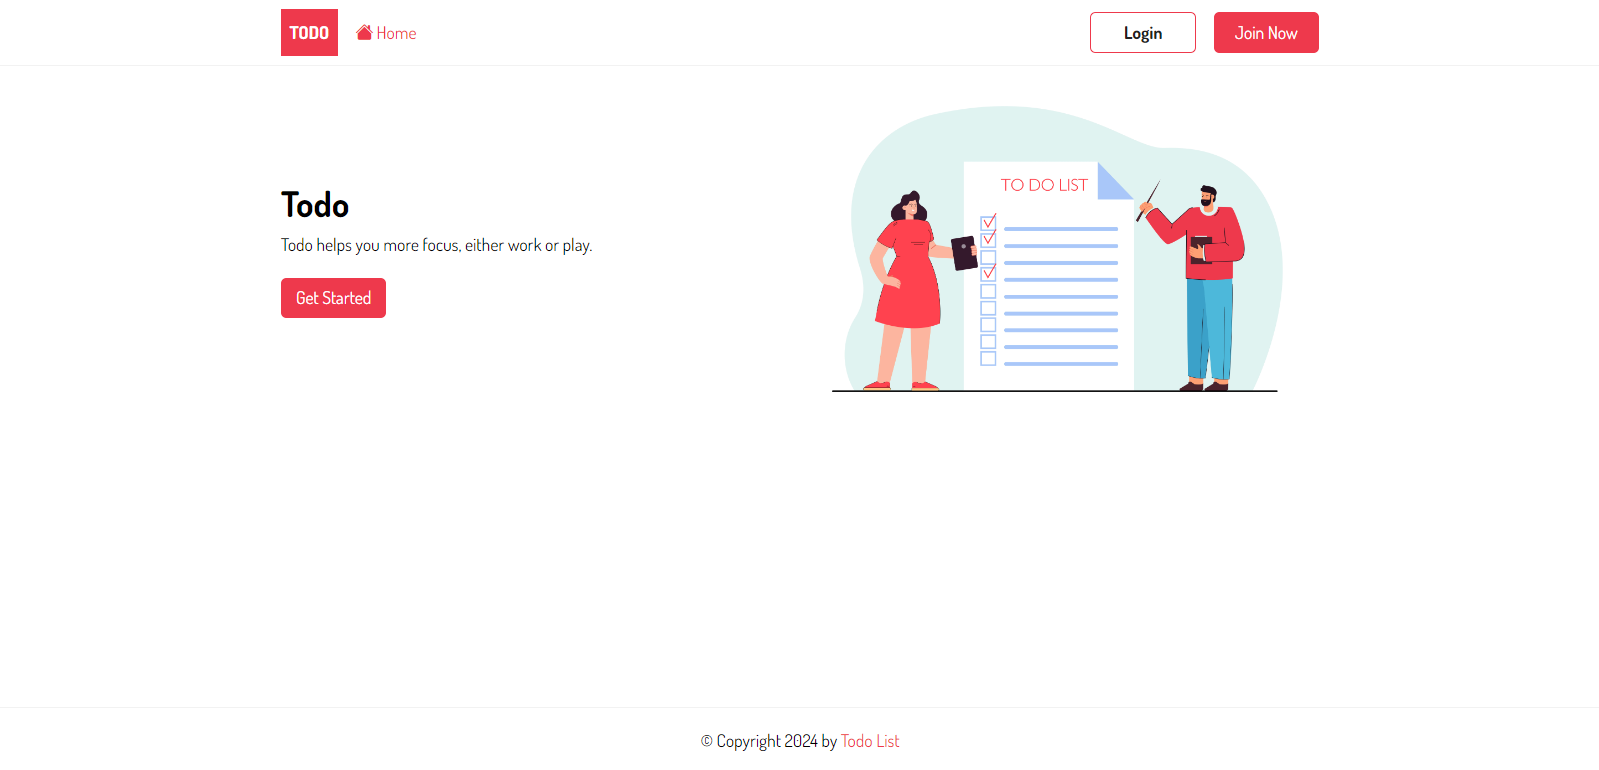 TODO
Home
Login
Join Now
Todo
Todo helps you more focus, either work or play.
Get Started
TO DO LIST
© Copyright 2024 by Todo List